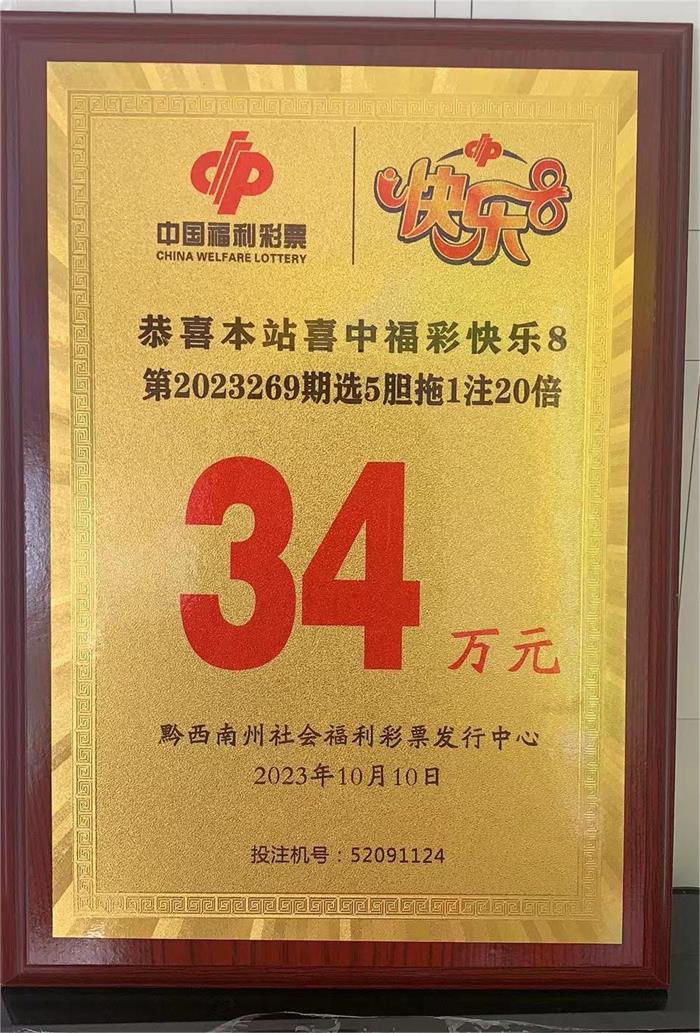 中国福利彩票
CHINA WELFARE LOTTERY
快乐8
恭喜本站喜中福彩快乐8
第2023269期选5胆拖1注20倍
34万元
黔西南州社会福利彩票发行中心
2023年10月10日
投注机号：52091124